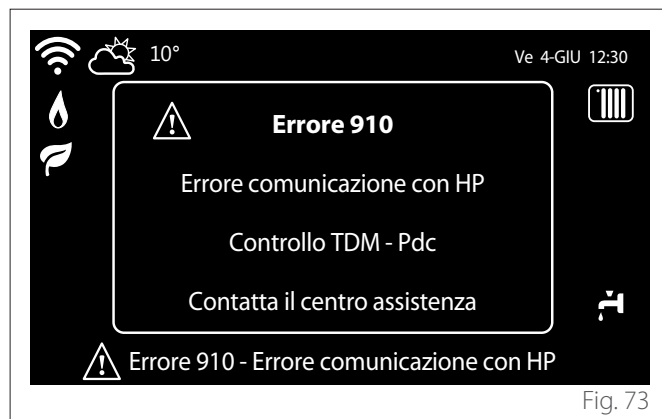 10° Ve 4-GIU 12:30
Errore 910
Errore comunicazione con HP
Controllo TDM - Pdc
Contatta il centro assistenza
Errore 910 - Errore comunicazione con HP
Fig. 73